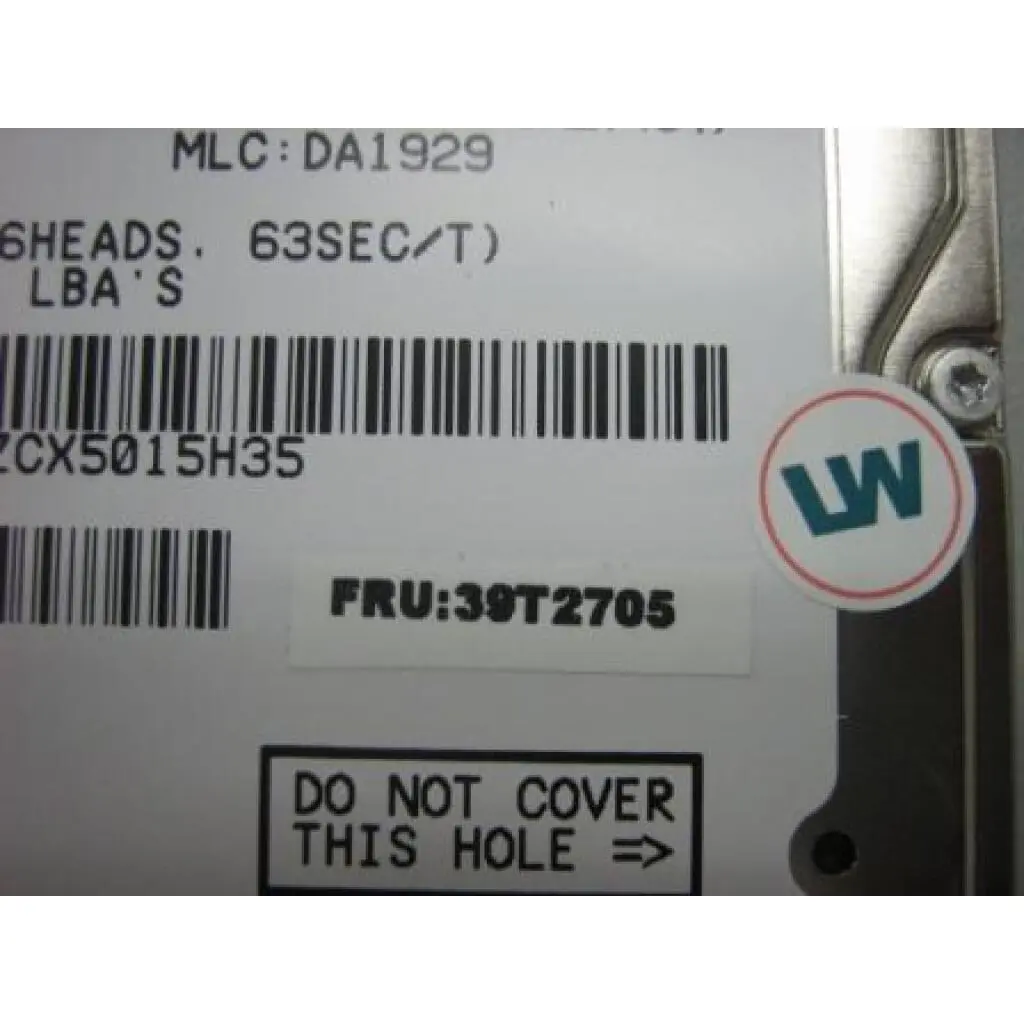 MLC:DA1929
6HEADS. 63SEC/T)
LBA'S
ZCX5015H35
FRU:39T2705
LW
DO NOT COVER
THIS HOLE =>